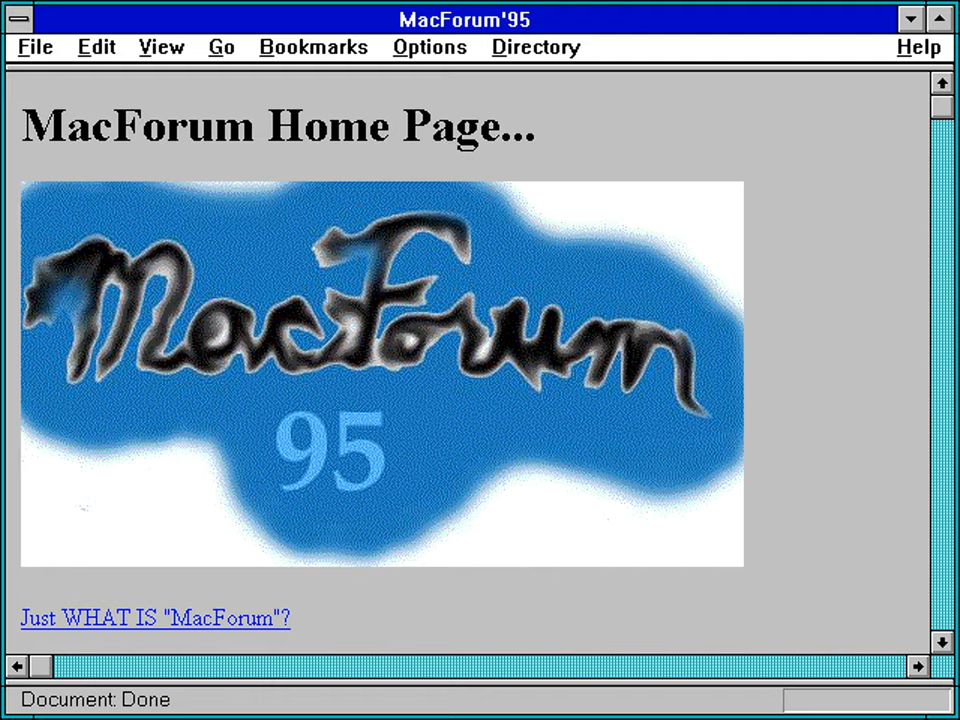 MacForum'95
File Edit View Go Bookmarks Options Directory Help
MacForum Home Page...
MacForum
95
Just WHAT IS "MacForum"?
Document: Done